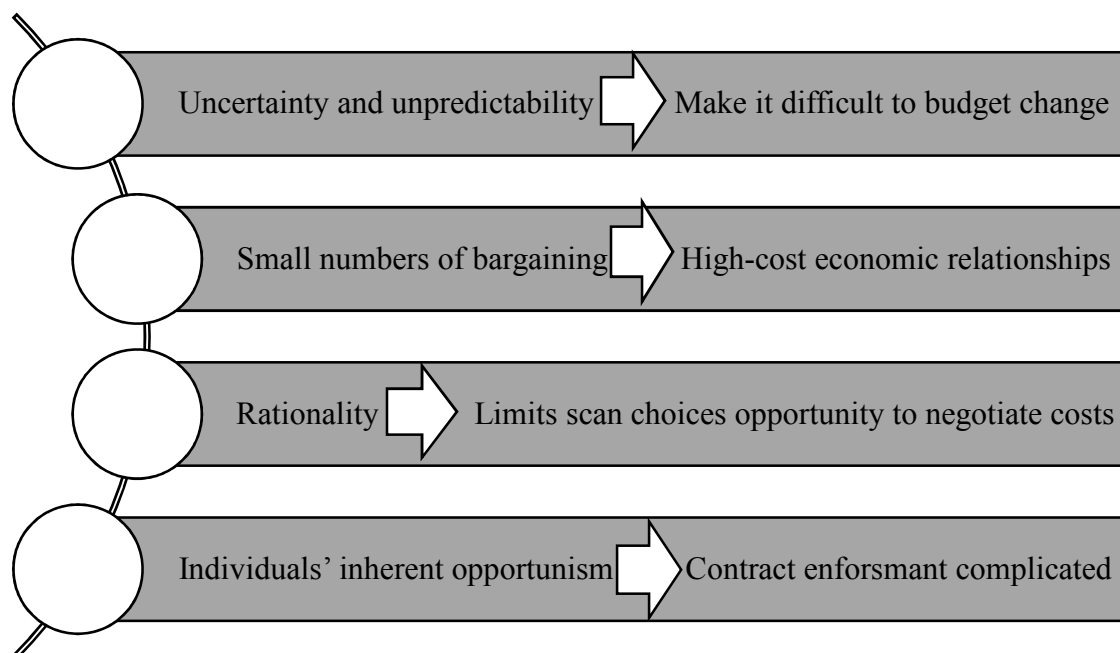 Uncertainty and unpredictability Make it difficult to budget change
Small numbers of bargaining High-cost economic relationships
Rationality Limits scan choices opportunity to negotiate costs
Individuals’ inherent opportunism Contract enforsmant complicated